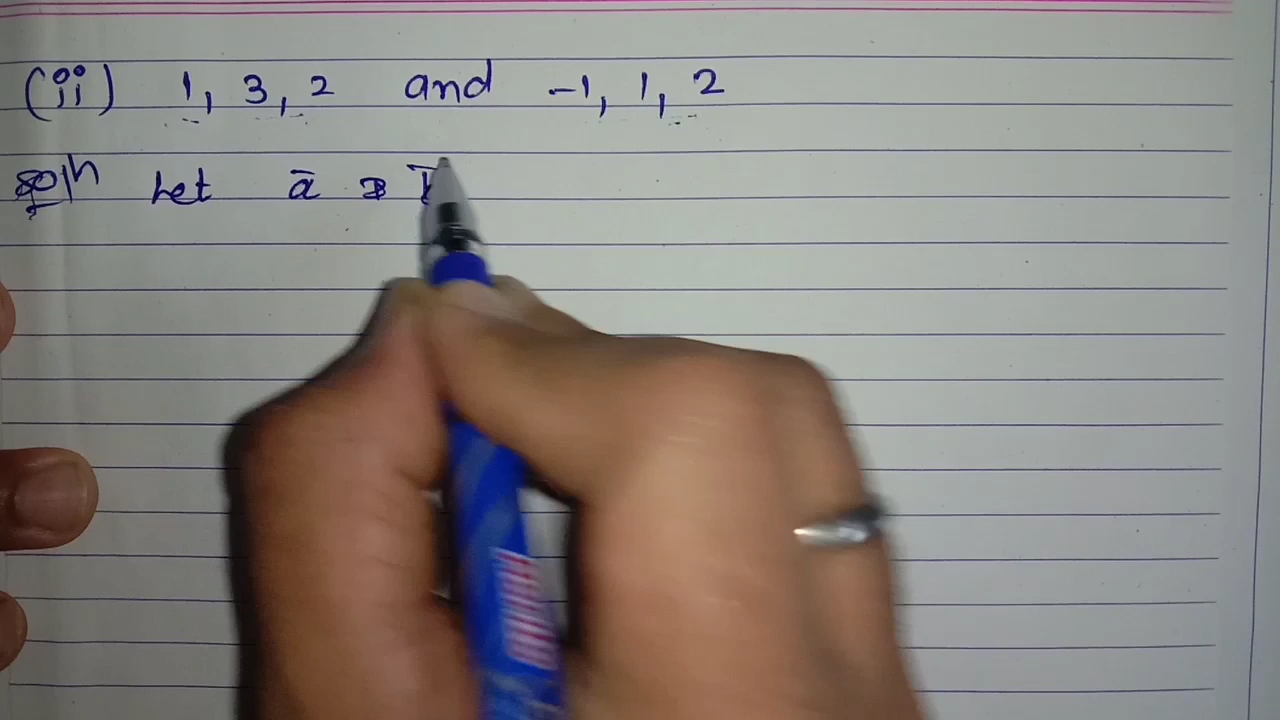 (ii) 1, 3, 2 and -1, 1, 2
soln Let ā =